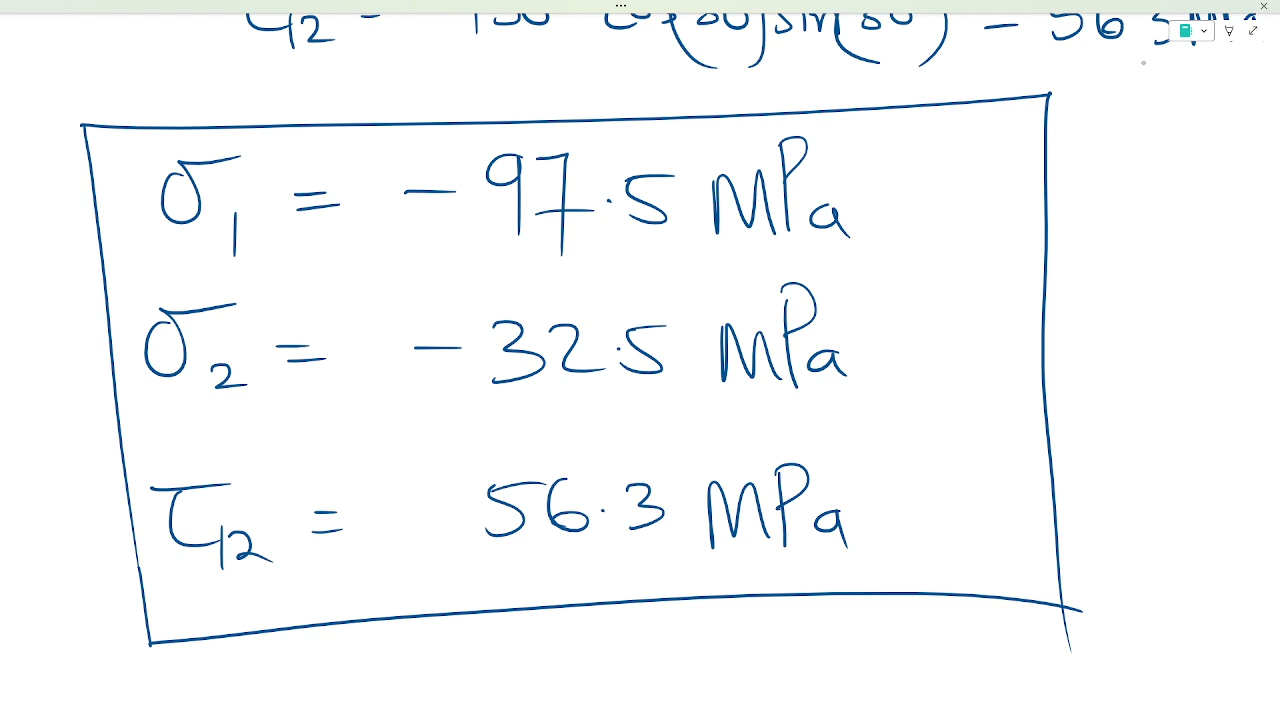 σ₁ = - 97.5 MPa
σ₂ = - 32.5 MPa
τ₁₂ = 56.3 MPa